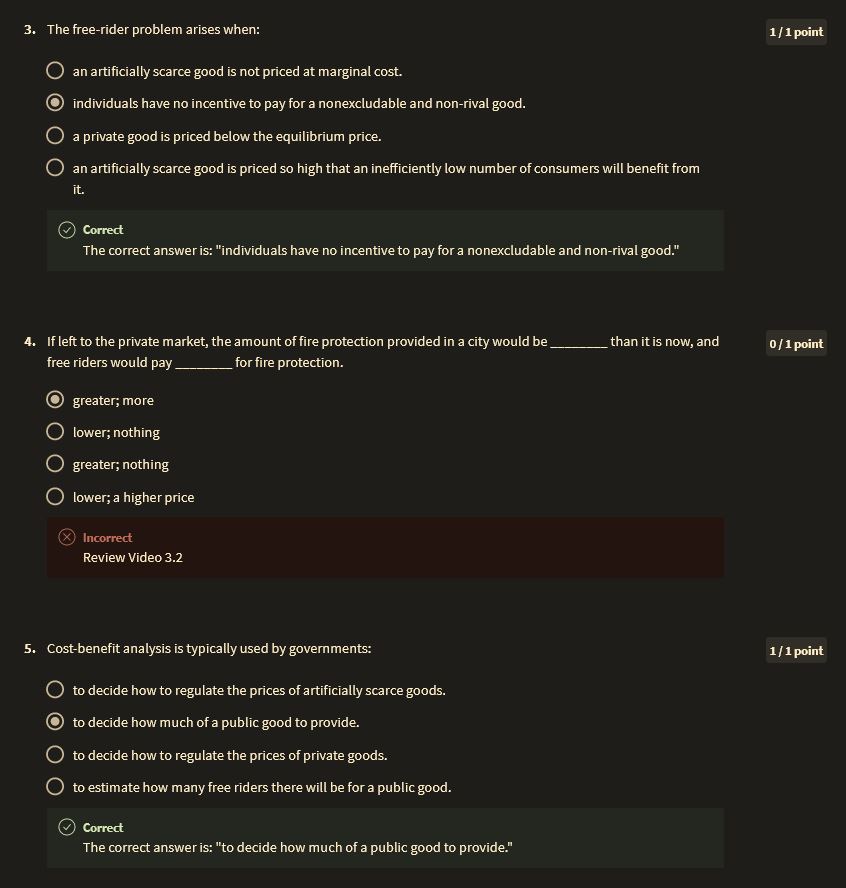 3. The free-rider problem arises when:
1 / 1 point
an artificially scarce good is not priced at marginal cost.
individuals have no incentive to pay for a nonexcludable and non-rival good.
a private good is priced below the equilibrium price.
an artificially scarce good is priced so high that an inefficiently low number of consumers will benefit from
it.
Correct
The correct answer is: "individuals have no incentive to pay for a nonexcludable and non-rival good."
4. If left to the private market, the amount of fire protection provided in a city would be ________ than it is now, and
0 / 1 point
free riders would pay ________ for fire protection.
greater; more
lower; nothing
greater; nothing
lower; a higher price
Incorrect
Review Video 3.2
5. Cost-benefit analysis is typically used by governments:
1 / 1 point
to decide how to regulate the prices of artificially scarce goods.
to decide how much of a public good to provide.
to decide how to regulate the prices of private goods.
to estimate how many free riders there will be for a public good.
Correct
The correct answer is: "to decide how much of a public good to provide."